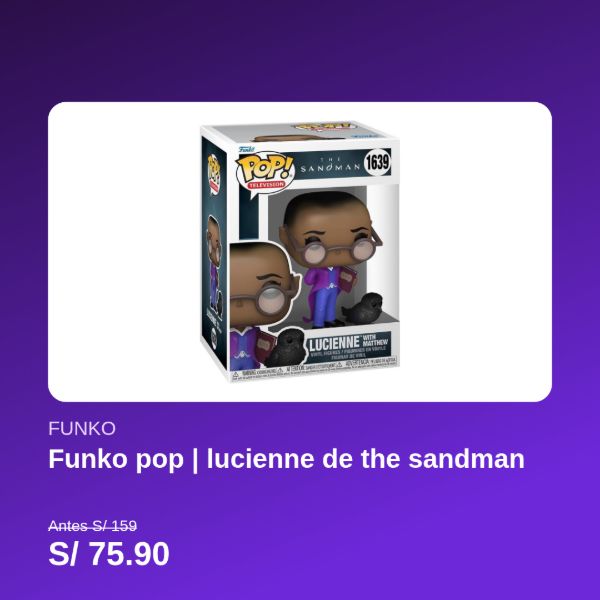 Funko
POP!
TELEVISION
THE
SANDMAN
1639
LUCIENNE WITH
MATTHEW
FUNKO
Funko pop | lucienne de the sandman
Antes S/ 159
S/ 75.90